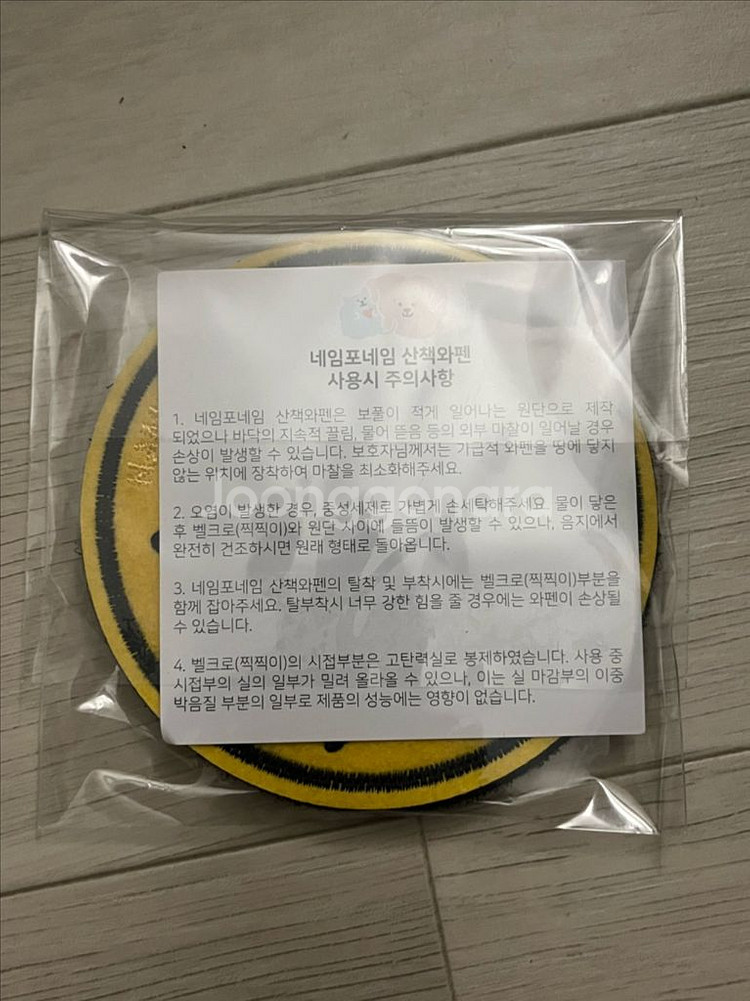 네임포네임 산책와펜
사용시 주의사항
1. 네임포네임 산책와펜은 보풀이 적게 일어나는 원단으로 제작
되었으나 바닥의 지속적 끌림, 물어 뜯음 등의 외부 마찰이 일어날 경우
손상이 발생할 수 있습니다. 보호자님께서는 가급적 와펜을 땅에 닿지
않는 위치에 장착하여 마찰을 최소화해주세요.
joonggonara
2. 오염이 발생한 경우, 중성세제로 가볍게 손세탁해주세요. 물이 닿은
후 벨크로(찍찍이)와 원단 사이에 들뜸이 발생할 수 있으나, 음지에서
완전히 건조하시면 원래 형태로 돌아옵니다.
3. 네임포네임 산책와펜의 탈착 및 부착시에는 벨크로(찍찍이)부분을
함께 잡아주세요. 탈부착시 너무 강한 힘을 줄 경우에는 와펜이 손상될
수 있습니다.
4. 벨크로(찍찍이)의 시접부분은 고탄력실로 봉제하였습니다. 사용 중
시접부의 실의 일부가 밀려 올라올 수 있으나, 이는 실 마감부의 이중
박음질 부분의 일부로 제품의 성능에는 영향이 없습니다.